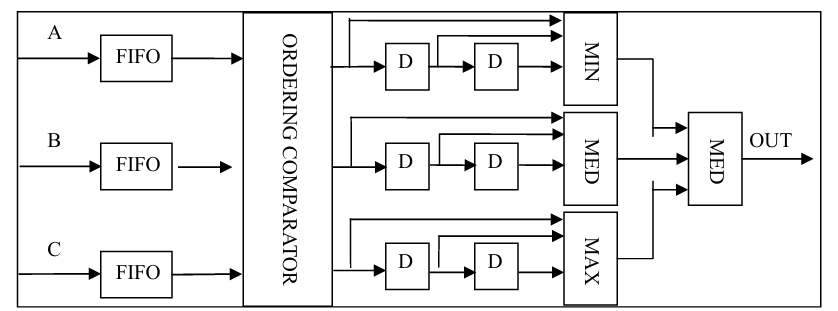 A
FIFO
B
FIFO
C
FIFO
ORDERING COMPARATOR
D
D
MIN
D
D
MED
D
D
MAX
MED
OUT